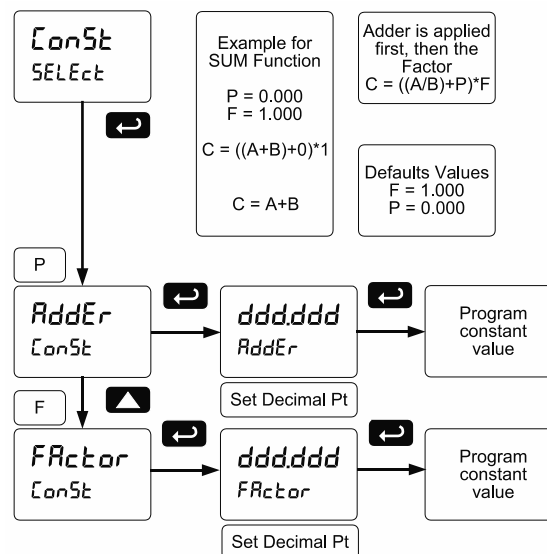 ConSt
SELEct
Example for
SUM Function
P = 0.000
F = 1.000
C = ((A+B)+0)*1
C = A+B
Adder is applied
first, then the
Factor
C = ((A/B)+P)*F
Defaults Values
F = 1.000
P = 0.000
P
AddEr
ConSt
ddd.ddd
AddEr
Program
constant
value
Set Decimal Pt
F
FActor
ConSt
ddd.ddd
FActor
Program
constant
value
Set Decimal Pt